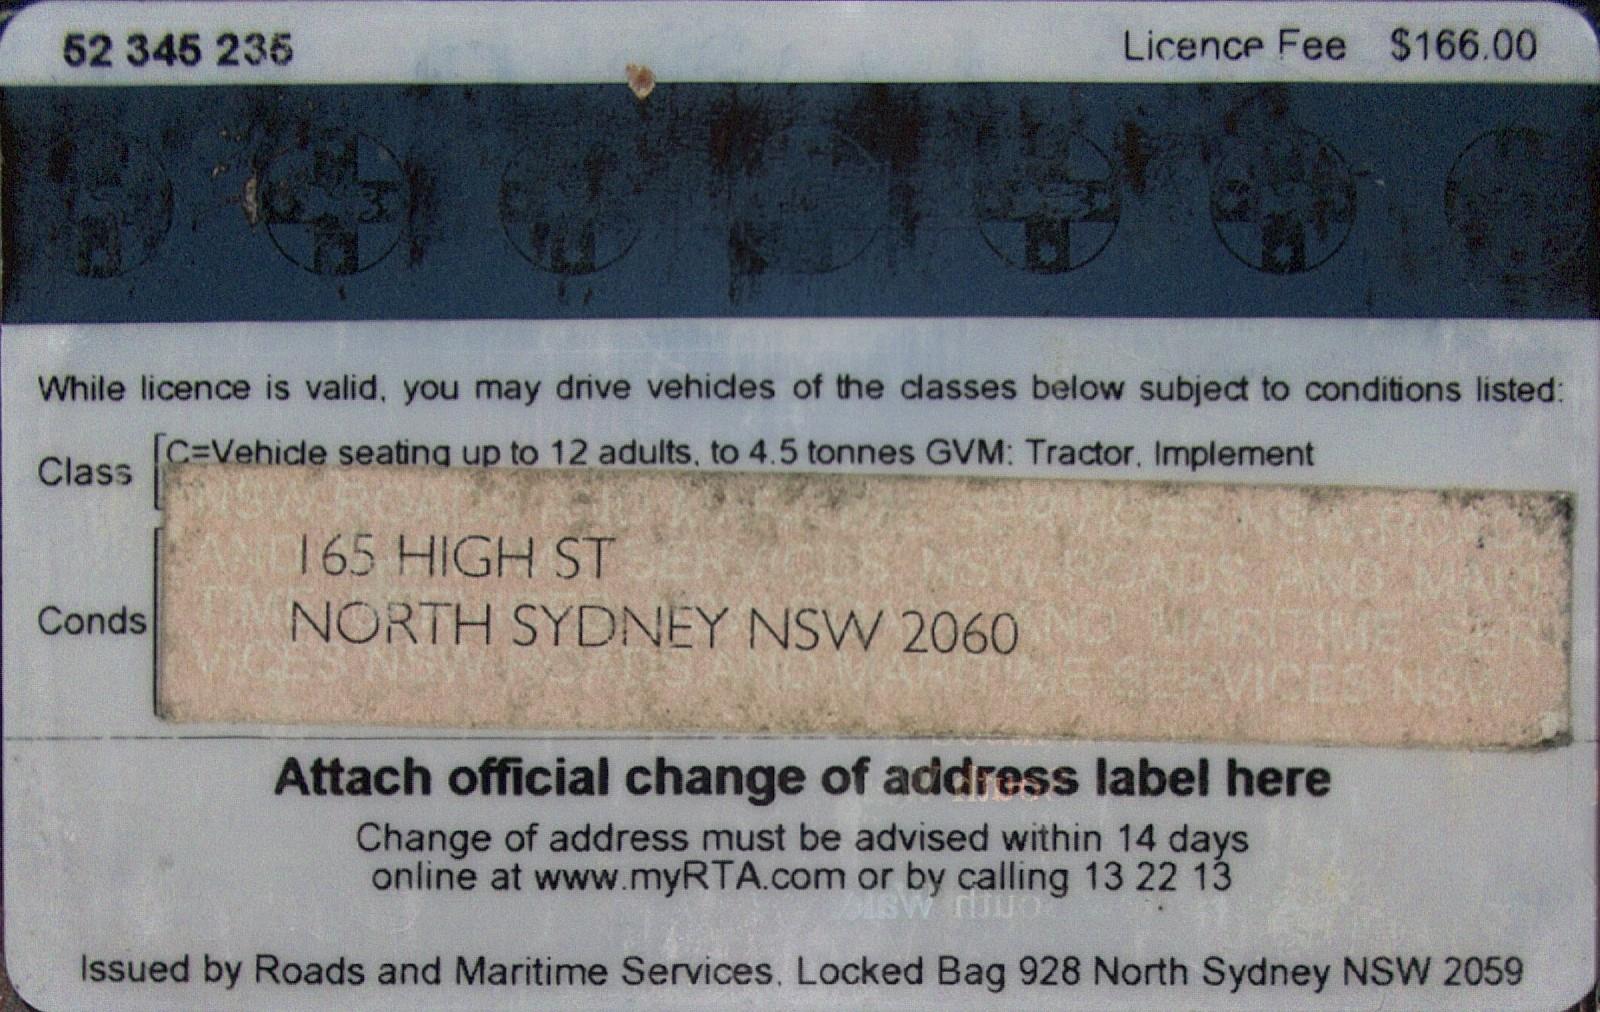 52 345 235
Licence Fee $166.00
While licence is valid, you may drive vehicles of the classes below subject to conditions listed:
Class
C=Vehicle seating up to 12 adults, to 4.5 tonnes GVM: Tractor, Implement
165 HIGH ST
Conds
NORTH SYDNEY NSW 2060
Attach official change of address label here
Change of address must be advised within 14 days
online at www.myRTA.com or by calling 13 22 13
Issued by Roads and Maritime Services, Locked Bag 928 North Sydney NSW 2059